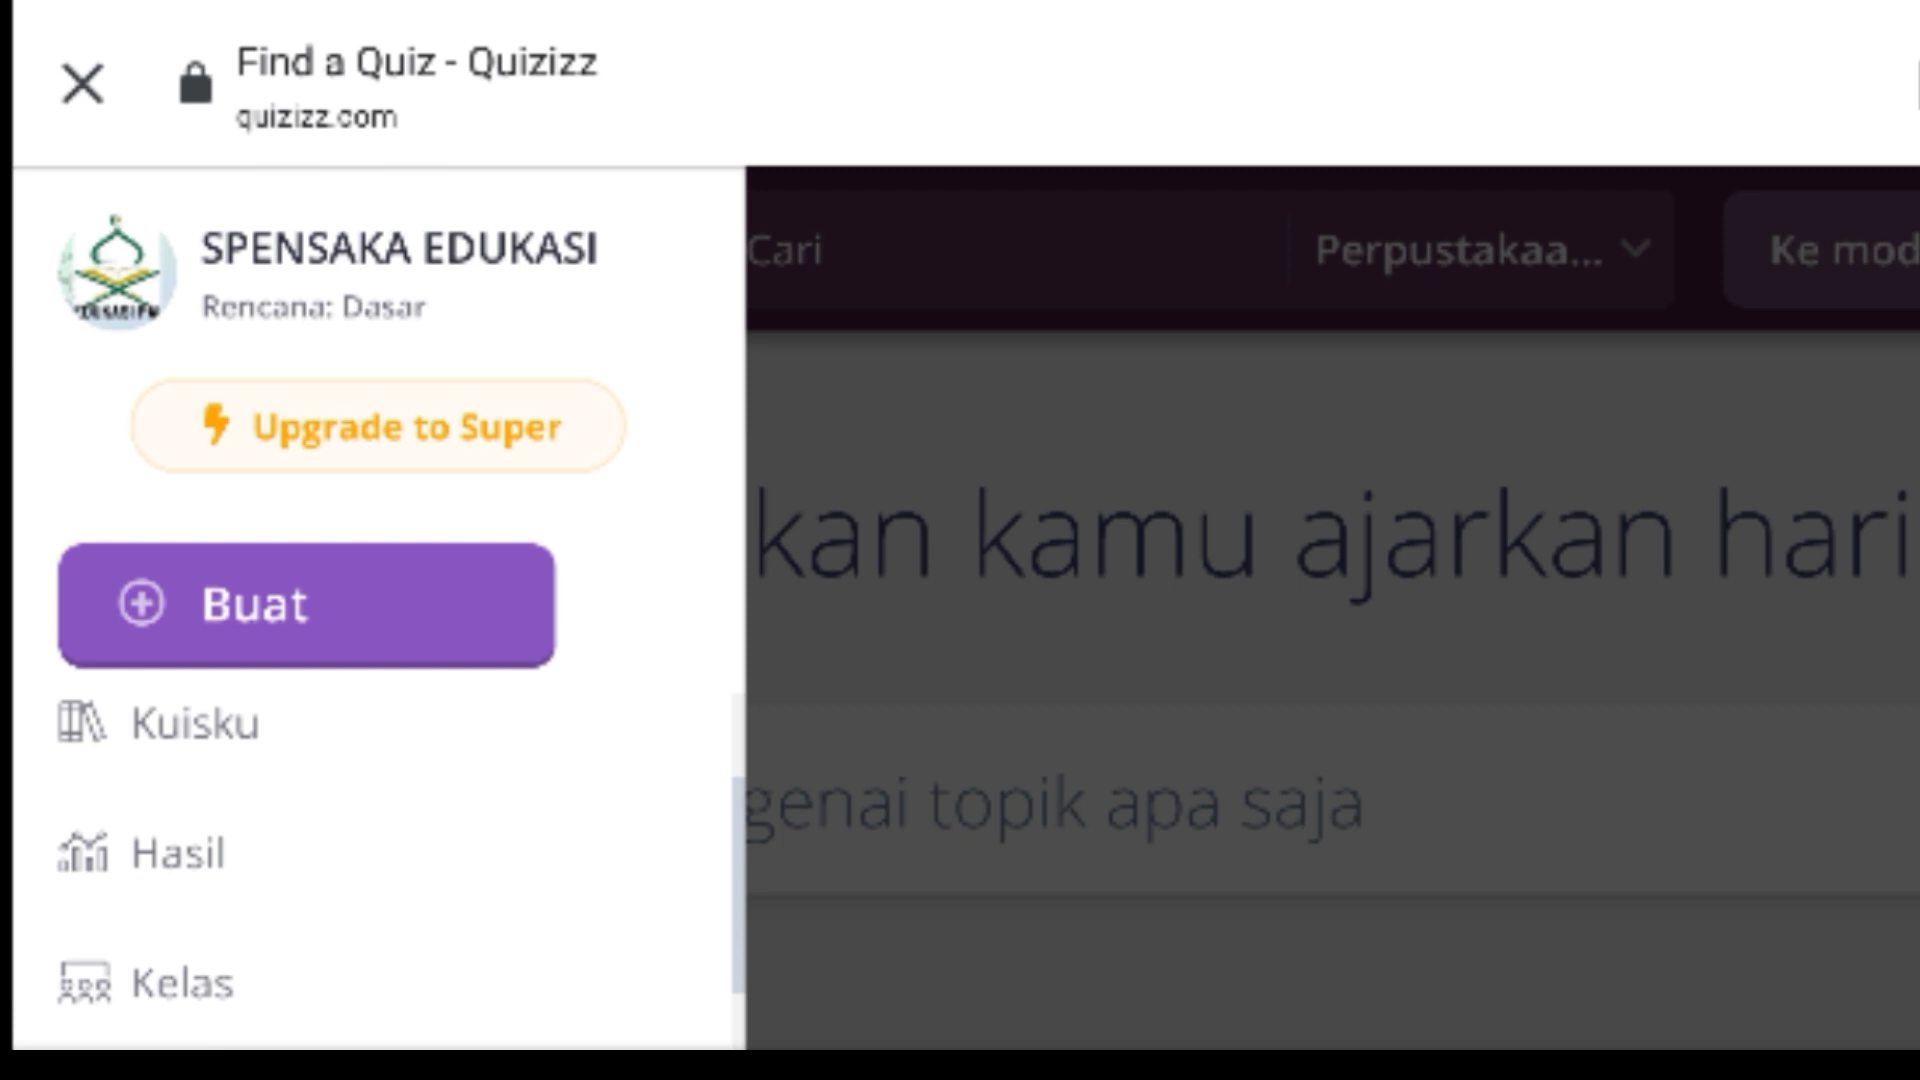 Find a Quiz - Quizizz
quizizz.com
SPENSAKA EDUKASI
Rencana: Dasar
Cari
Perpustakaa...
Ke mod
Upgrade to Super
kan kamu ajarkan hari
Buat
Kuisku
genai topik apa saja
Hasil
Kelas